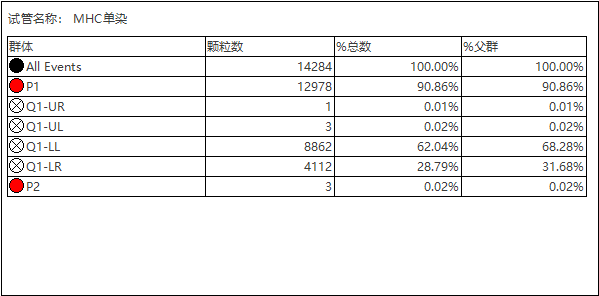 试管名称： MHC单染
群体 颗粒数 %总数 %父群
All Events 14284 100.00% 100.00%
P1 12978 90.86% 90.86%
Q1-UR 1 0.01% 0.01%
Q1-UL 3 0.02% 0.02%
Q1-LL 8862 62.04% 68.28%
Q1-LR 4112 28.79% 31.68%
P2 3 0.02% 0.02%